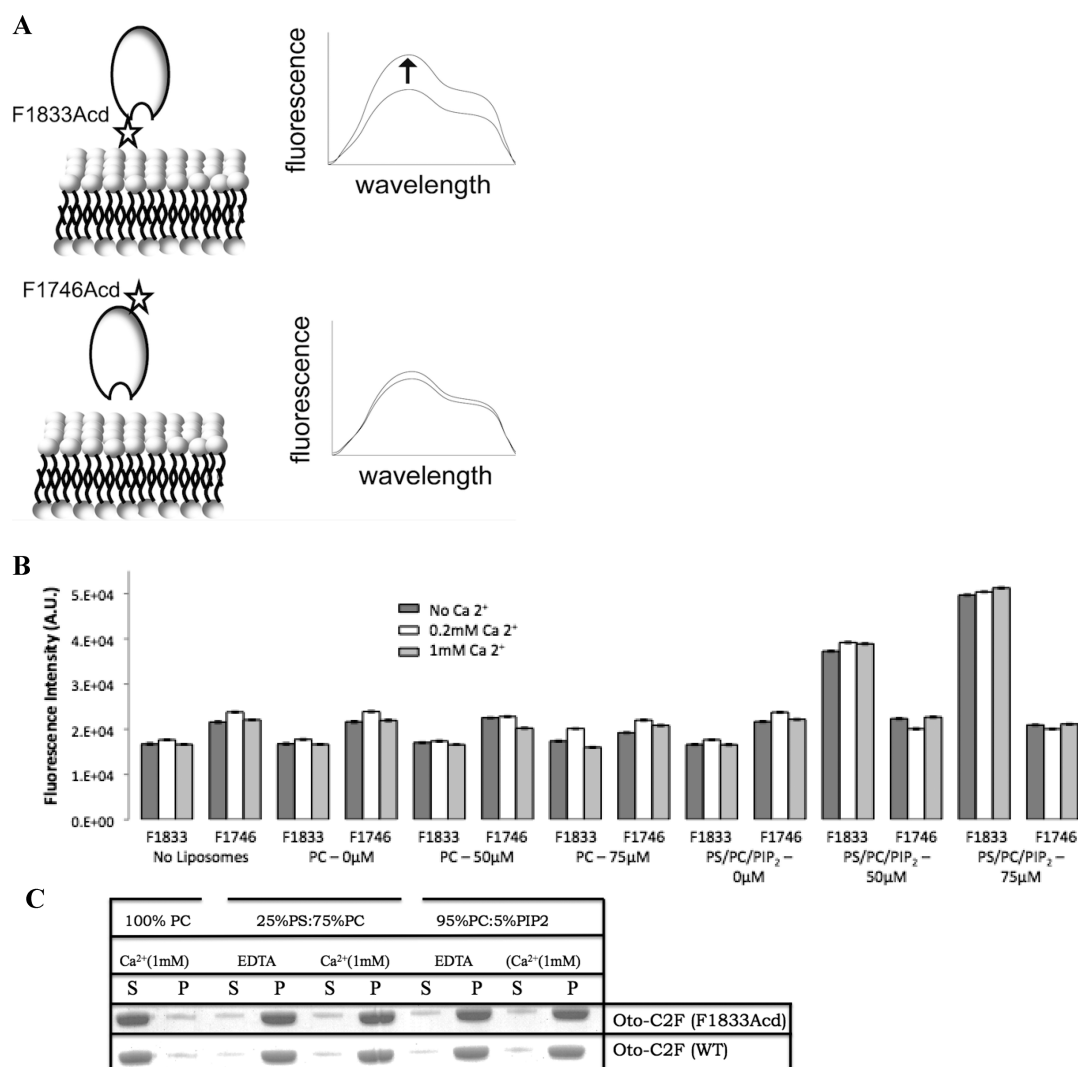 A
F1833Acd
fluorescence
wavelength
F1746Acd
fluorescence
wavelength
B
Fluorescence Intensity (A.U.)
5.E+04
4.E+04
3.E+04
2.E+04
1.E+04
0.E+00
No Ca 2+
0.2mM Ca 2+
1mM Ca 2+
F1833 F1746 F1833 F1746 F1833 F1746 F1833 F1746 F1833 F1746 F1833 F1746 F1833 F1746
No Liposomes PC – 0µM PC – 50µM PC – 75µM PS/PC/PIP2 – PS/PC/PIP2 – PS/PC/PIP2 –
0µM 50µM 75µM
C
100% PC 25%PS:75%PC 95%PC:5%PIP2
Ca2+(1mM) EDTA Ca2+(1mM) EDTA (Ca2+(1mM)
S P S P S P S P S P
Oto-C2F (F1833Acd)
Oto-C2F (WT)